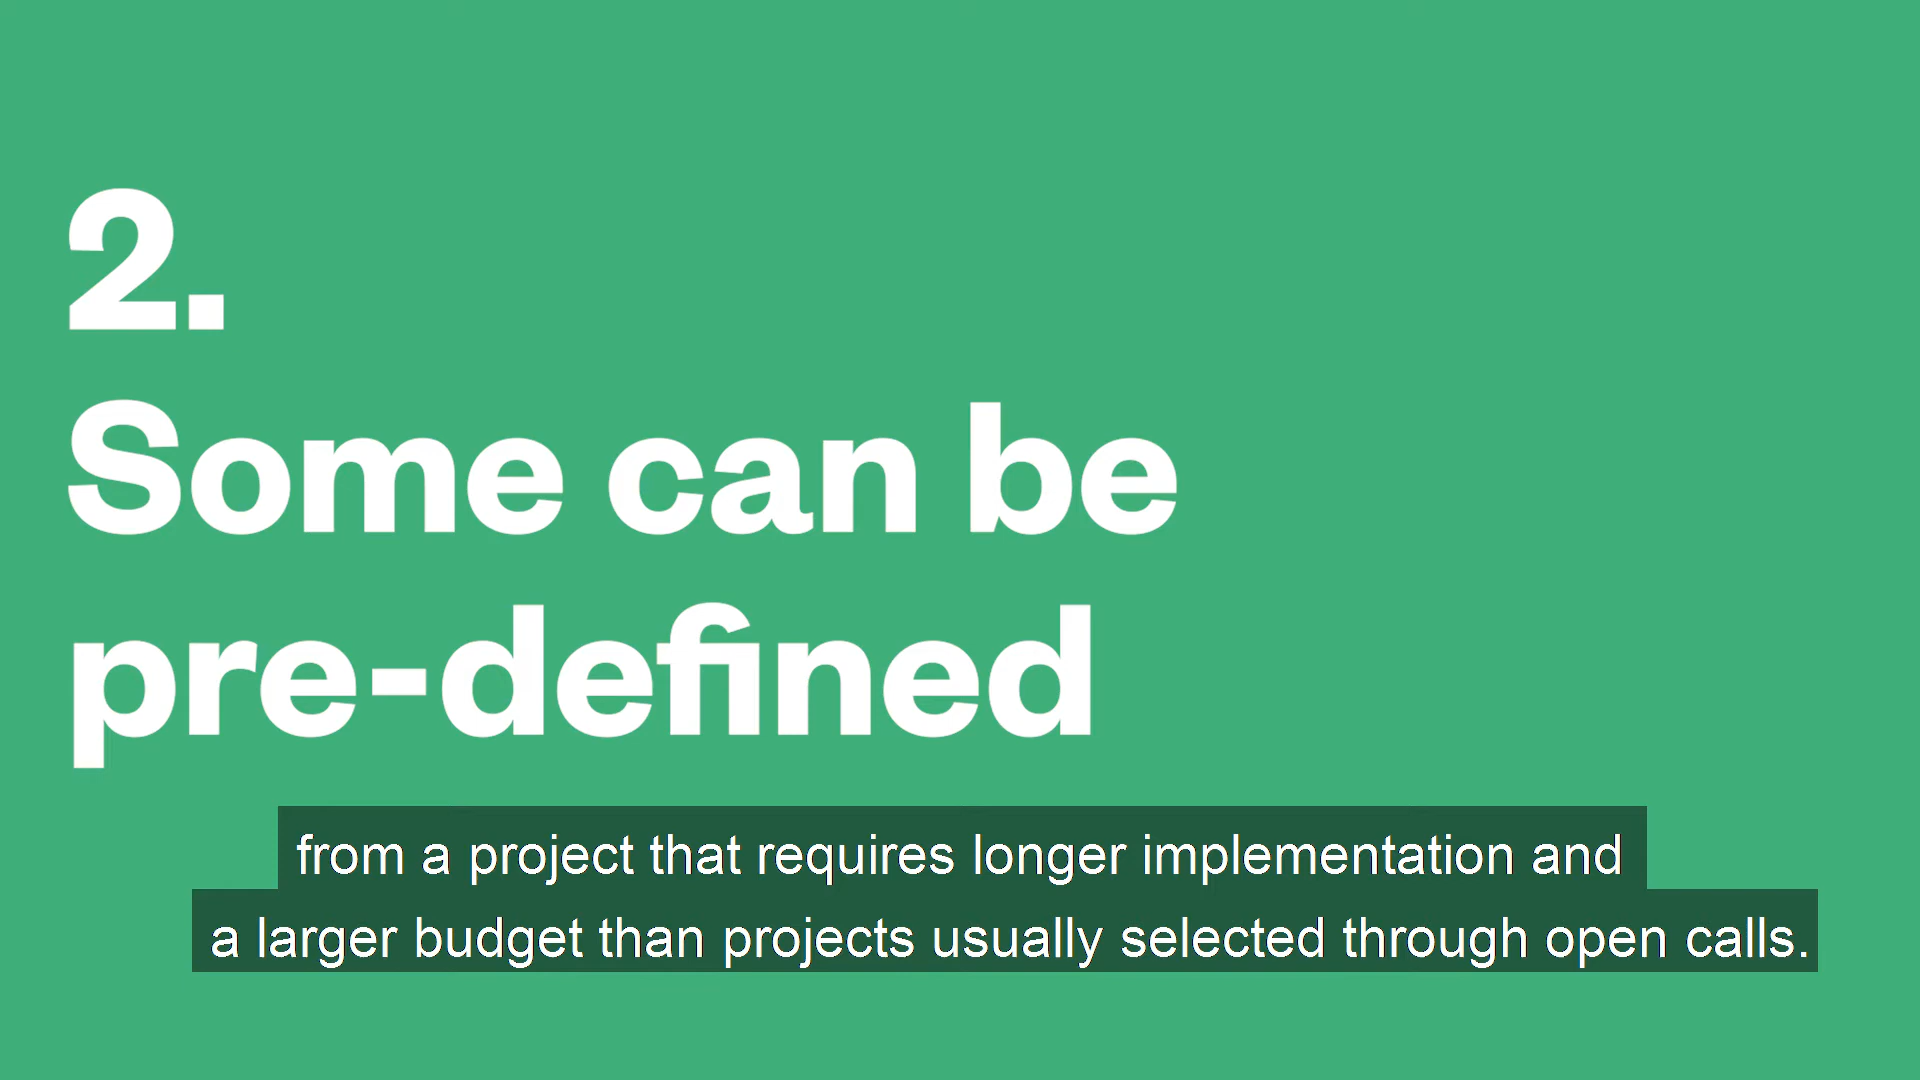 2.
Some can be
pre-defined
from a project that requires longer implementation and
a larger budget than projects usually selected through open calls.